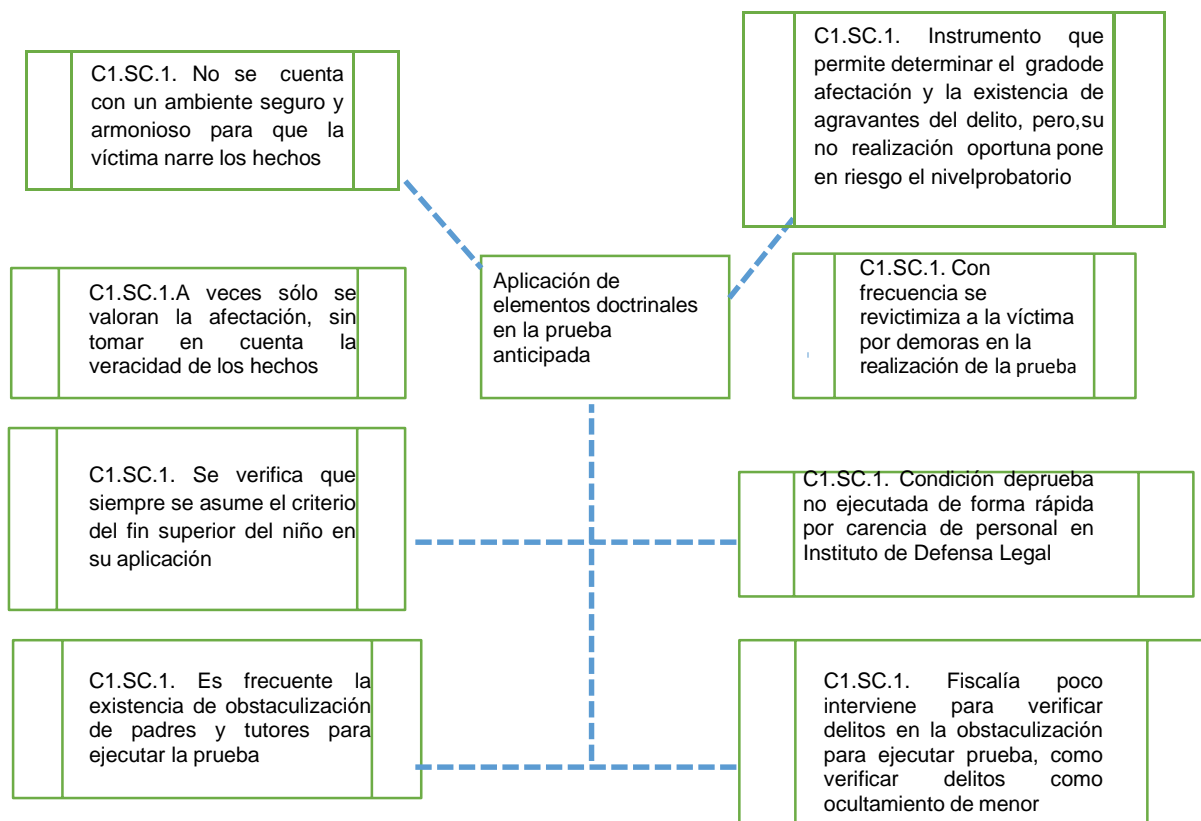 C1.SC.1. No se cuenta
con un ambiente seguro y
armonioso para que la
víctima narre los hechos
C1.SC.1. Instrumento que
permite determinar el gradode
afectación y la existencia de
agravantes del delito, pero,su
no realización oportuna pone
en riesgo el nivelprobatorio
C1.SC.1.A veces sólo se
valoran la afectación, sin
tomar en cuenta la
veracidad de los hechos
Aplicación de
elementos doctrinales
en la prueba
anticipada
C1.SC.1. Con
frecuencia se
revictimiza a la víctima
por demoras en la
realización de la prueba
C1.SC.1. Se verifica que
siempre se asume el criterio
del fin superior del niño en
su aplicación
C1.SC.1. Condición deprueba
no ejecutada de forma rápida
por carencia de personal en
Instituto de Defensa Legal
C1.SC.1. Es frecuente la
existencia de obstaculización
de padres y tutores para
ejecutar la prueba
C1.SC.1. Fiscalía poco
interviene para verificar
delitos en la obstaculización
para ejecutar prueba, como
verificar delitos como
ocultamiento de menor